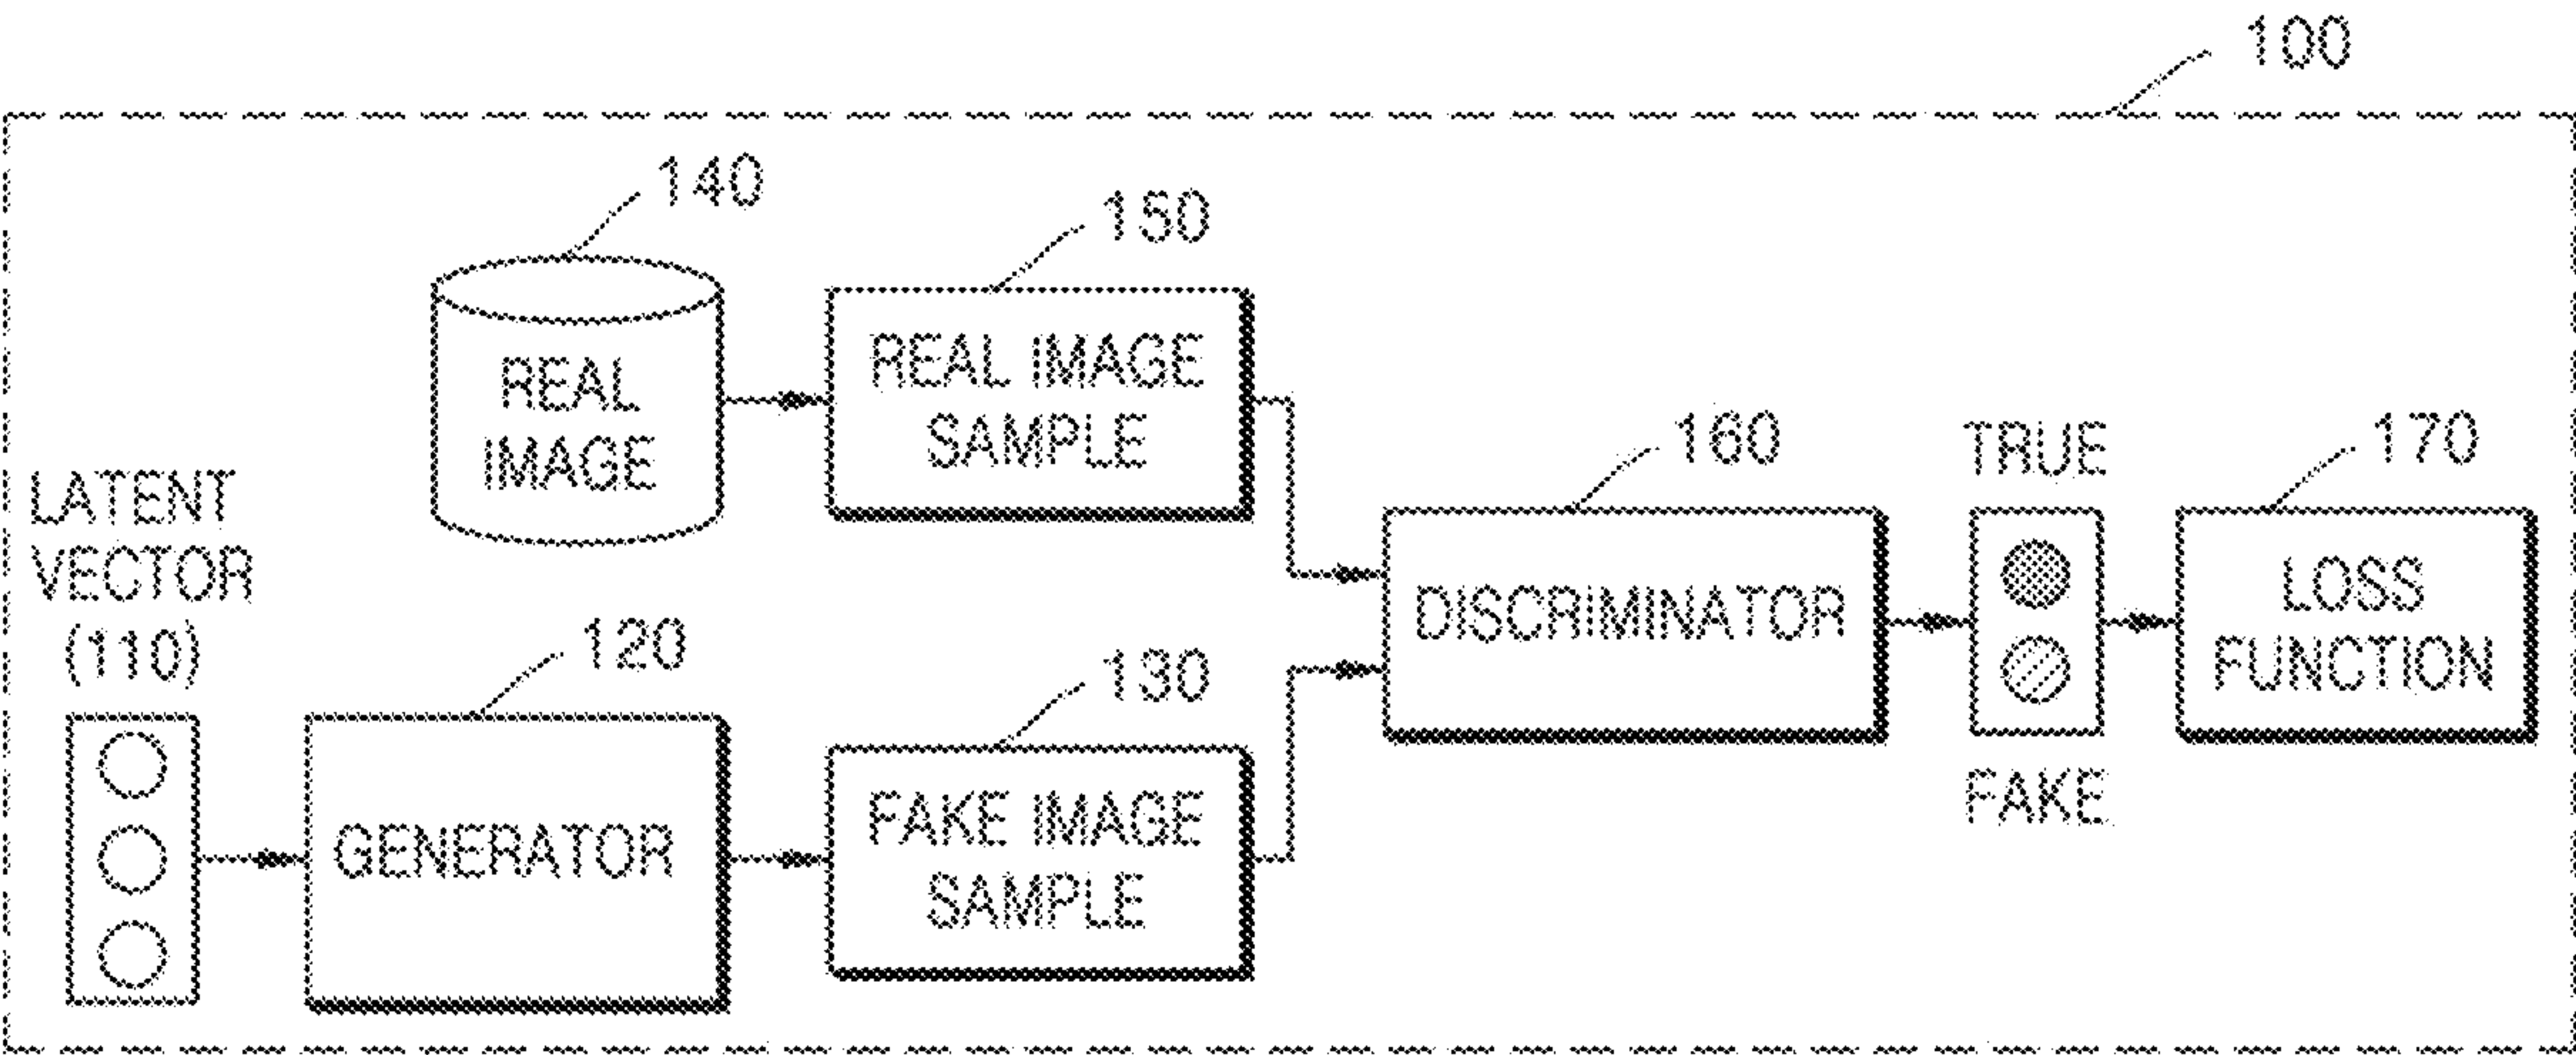 100
140
150
REAL
IMAGE
REAL IMAGE
SAMPLE
LATENT
VECTOR
(110)
120
GENERATOR
130
FAKE IMAGE
SAMPLE
160
DISCRIMINATOR
TRUE
FAKE
170
LOSS
FUNCTION